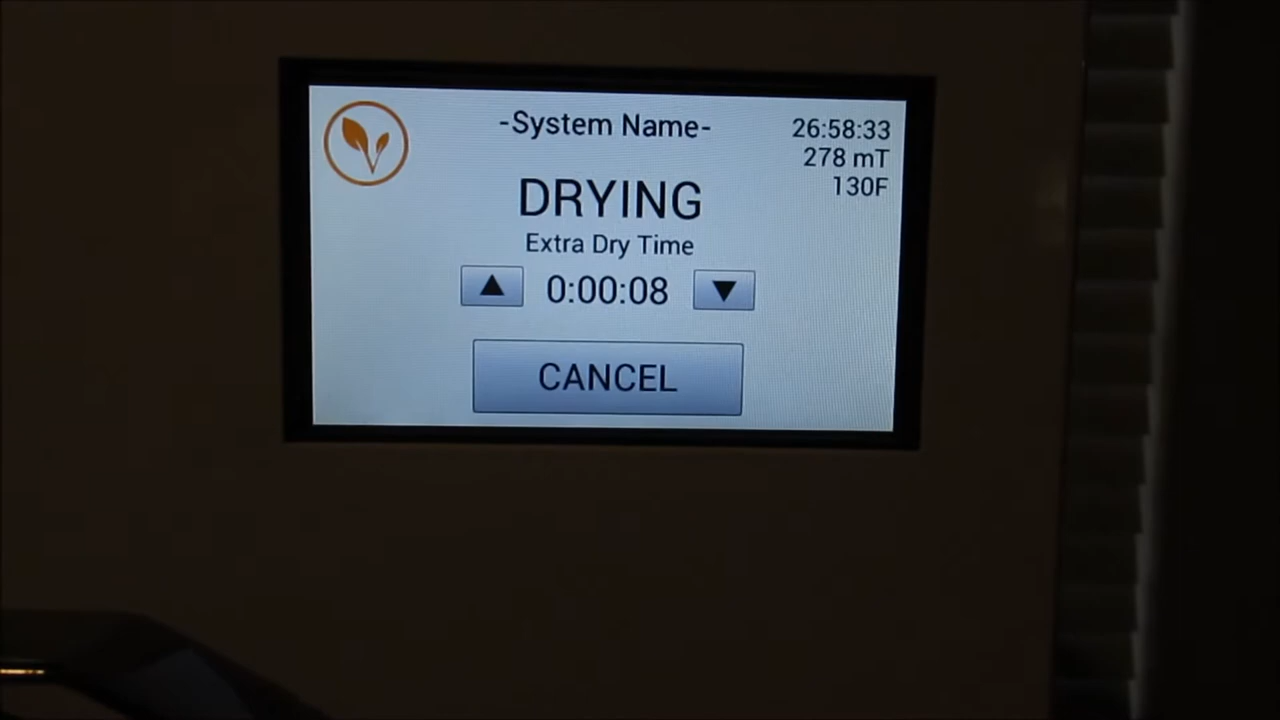 -System Name-
26:58:33
278 mT
130F
DRYING
Extra Dry Time
▲ 0:00:08 ▼
CANCEL